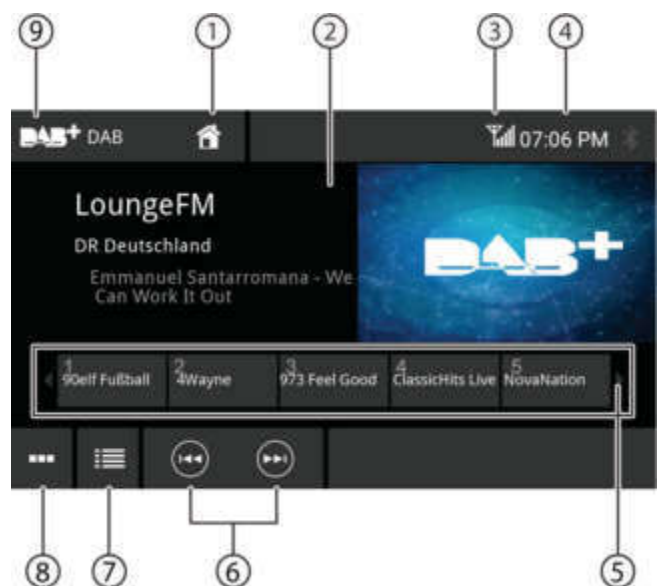 9 1 2 3 4
DAB+ DAB 07:06 PM
LoungeFM
DR Deutschland
Emmanuel Santarromana - We
Can Work It Out
DAB+
1 2 3 4 5
90elf Fußball 4Wayne 973 Feel Good ClassicHits Live NovaNation
8 7 6 5